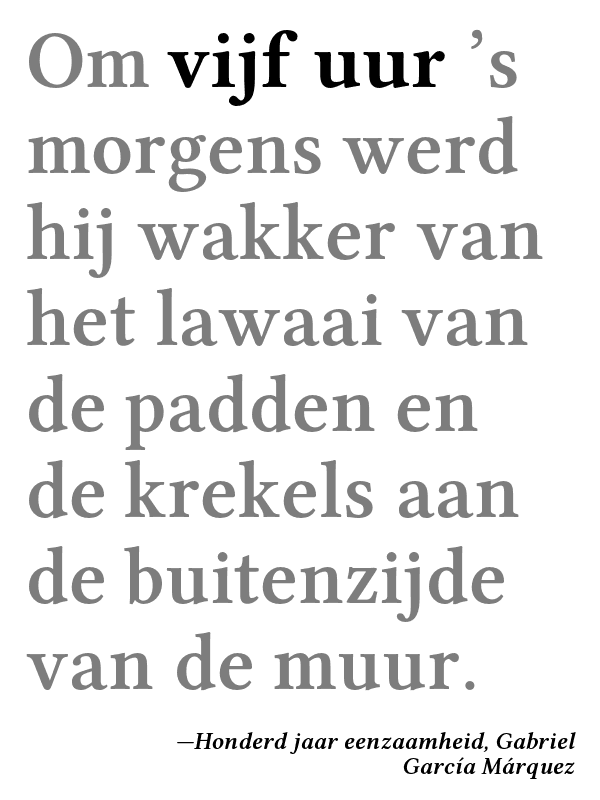 Om vijf uur ’s
morgens werd
hij wakker van
het lawaai van
de padden en
de krekels aan
de buitenzijde
van de muur.
—Honderd jaar eenzaamheid, Gabriel
García Márquez